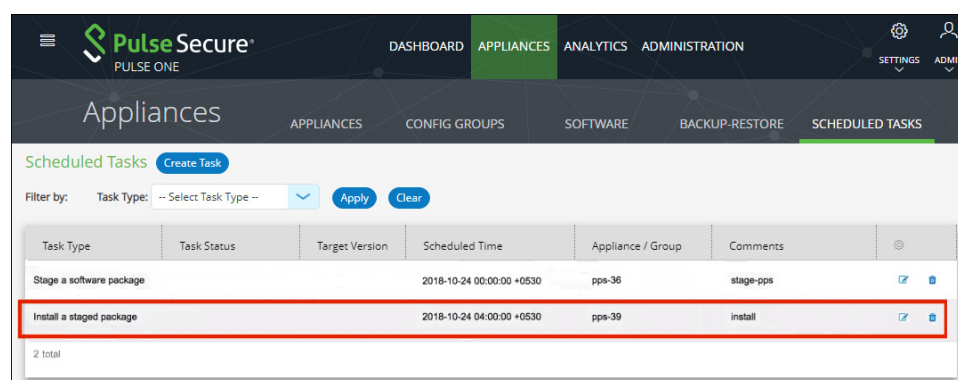 Pulse Secure®
PULSE ONE
DASHBOARD APPLIANCES ANALYTICS ADMINISTRATION
SETTINGS ADMI
Appliances
APPLIANCES CONFIG GROUPS SOFTWARE BACKUP-RESTORE SCHEDULED TASKS
Scheduled Tasks Create Task
Filter by: Task Type: -- Select Task Type -- Apply Clear
Task Type Task Status Target Version Scheduled Time Appliance / Group Comments
Stage a software package 2018-10-24 00:00:00 +0530 pps-36 stage-pps
Install a staged package 2018-10-24 04:00:00 +0530 pps-39 install
2 total